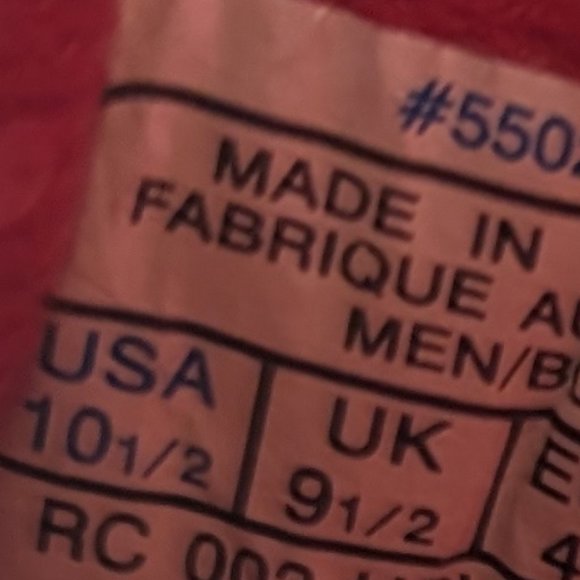 #550
MADE IN
FABRIQUE
MEN/
USA UK
10 1/2 9 1/2
RC